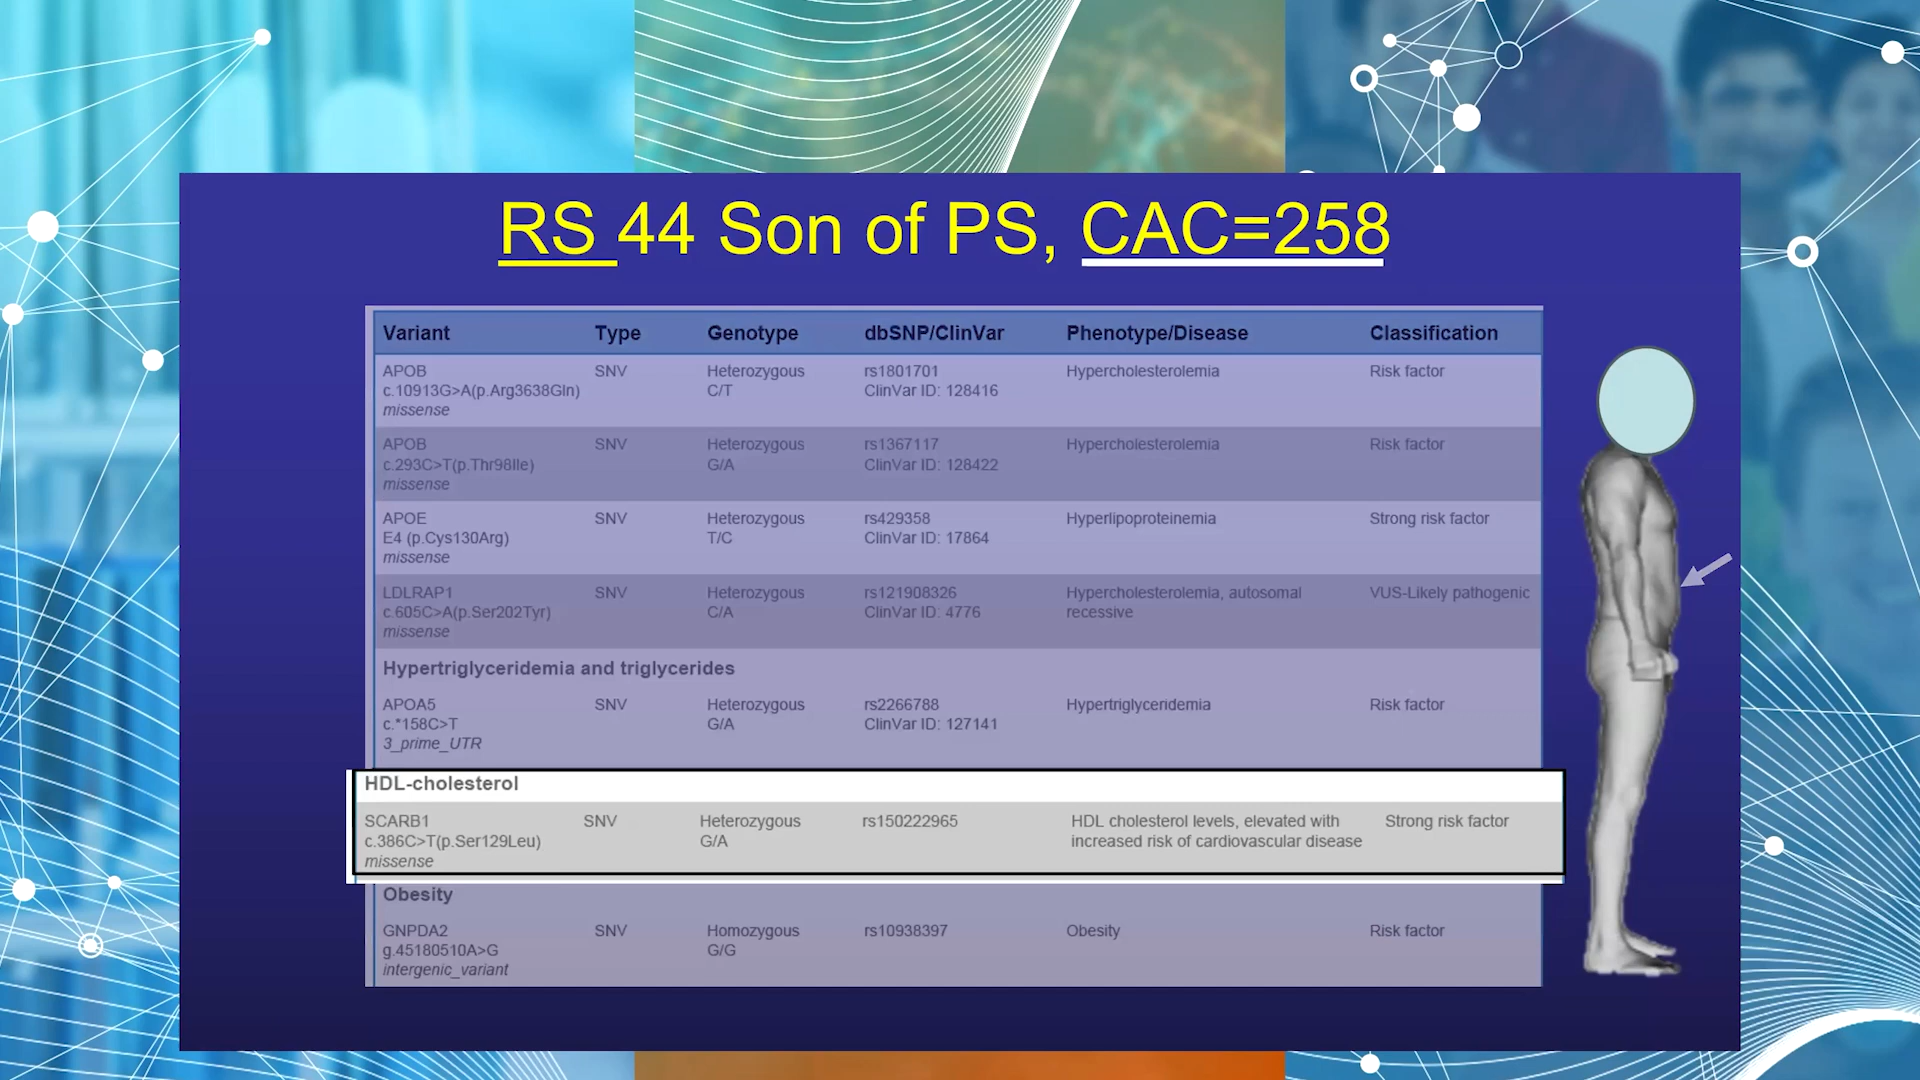 RS 44 Son of PS, CAC=258
Variant Type Genotype dbSNP/ClinVar Phenotype/Disease Classification
APOB SNV Heterozygous rs1801701 Hypercholesterolemia Risk factor
c.10913G>A(p.Arg3638Gln) C/T ClinVar ID: 128416
missense
APOB SNV Heterozygous rs1367117 Hypercholesterolemia Risk factor
c.293C>T(p.Thr98Ile) G/A ClinVar ID: 128422
missense
APOE SNV Heterozygous rs429358 Hyperlipoproteinemia Strong risk factor
E4 (p.Cys130Arg) T/C ClinVar ID: 17864
missense
LDLRAP1 SNV Heterozygous rs121908326 Hypercholesterolemia, autosomal VUS-Likely pathogenic
c.605C>A(p.Ser202Tyr) C/A ClinVar ID: 4776 recessive
missense
Hypertriglyceridemia and triglycerides
APOA5 SNV Heterozygous rs2266788 Hypertriglyceridemia Risk factor
c.*158C>T G/A ClinVar ID: 127141
3_prime_UTR
HDL-cholesterol
SCARB1 SNV Heterozygous rs150222965 HDL cholesterol levels, elevated with Strong risk factor
c.386C>T(p.Ser129Leu) G/A increased risk of cardiovascular disease
missense
Obesity
GNPDA2 SNV Homozygous rs10938397 Obesity Risk factor
g.45180510A>G G/G
intergenic_variant